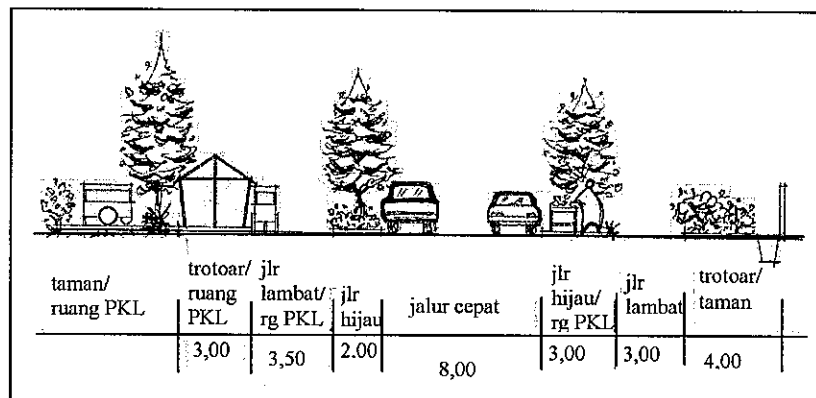 taman/
ruang PKL
trotoar/
ruang
PKL
jlr
lambat/
rg PKL
jlr
hijau
jalur cepat
jlr
hijau/
rg PKL
jlr
lambat
trotoar/
taman
3,00
3,50
2.00
8,00
3,00
3,00
4,00